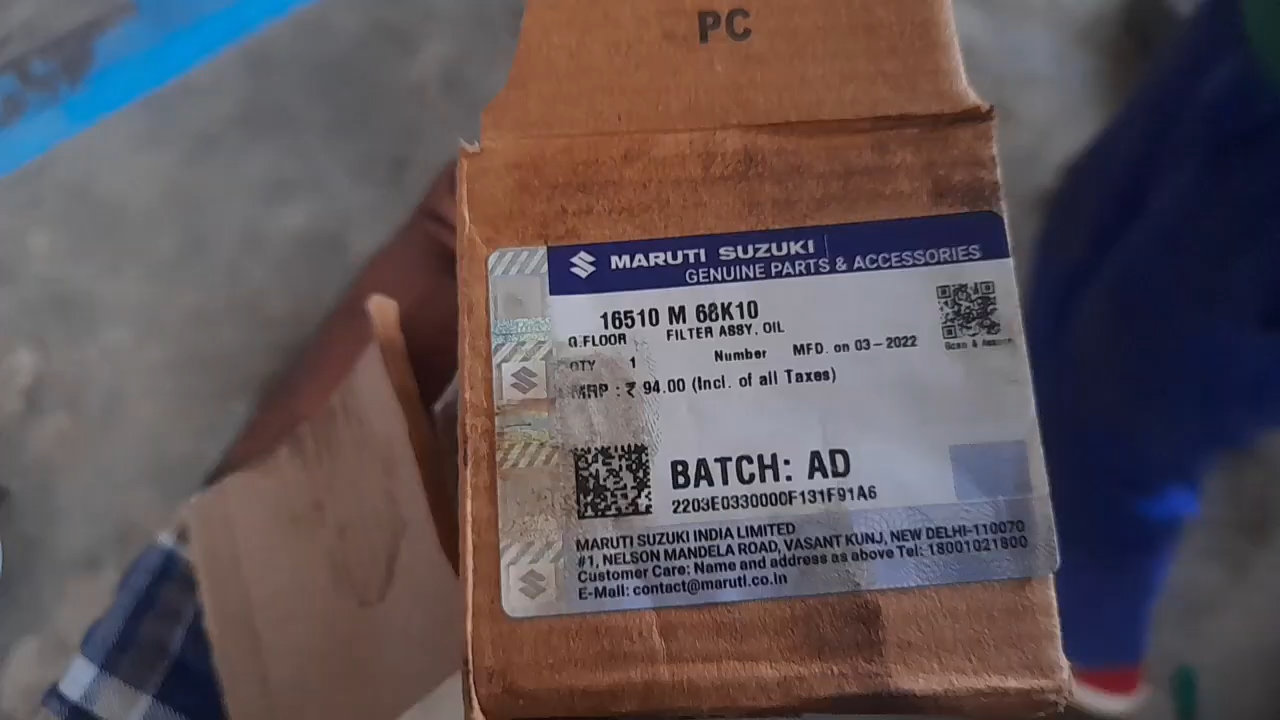 PC
MARUTI SUZUKI
GENUINE PARTS & ACCESSORIES
16510 M 68K10
G.FLOOR FILTER ASSY, OIL
QTY 1 Number MFD. on 03-2022
MRP : ₹ 94.00 (Incl. of all Taxes)
BATCH: AD
2203E0330000F131F91A6
MARUTI SUZUKI INDIA LIMITED
#1, NELSON MANDELA ROAD, VASANT KUNJ, NEW DELHI-110070
Customer Care: Name and address as above Tel: 18001021800
E-Mail: contact@maruti.co.in